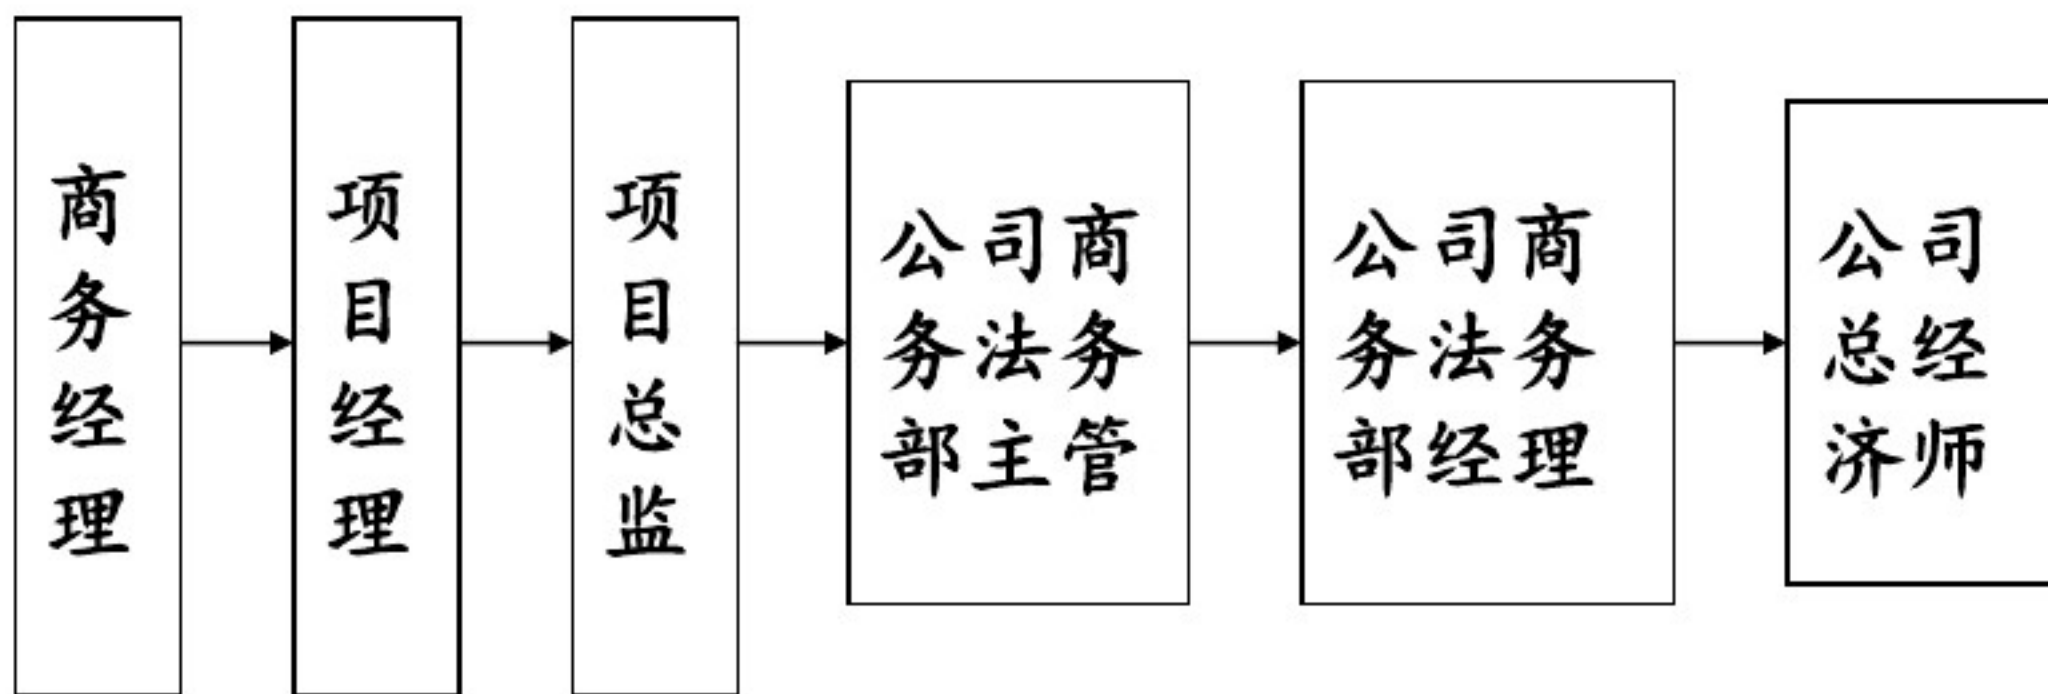 商务经理
项目经理
项目总监
公司商
务法务
部主管
公司商
务法务
部经理
公司
总经
济师